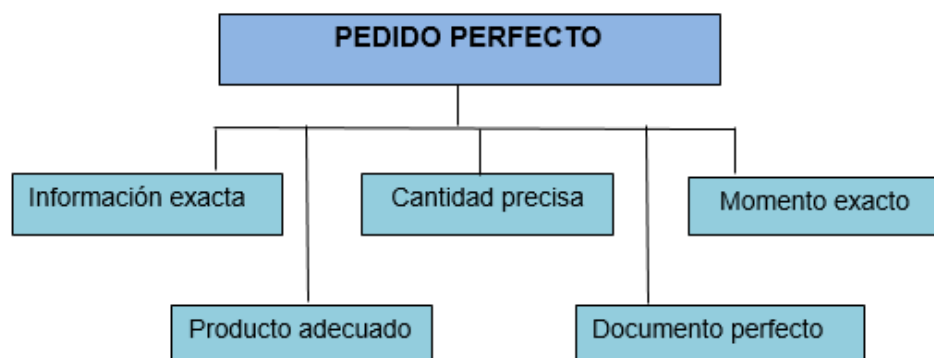 PEDIDO PERFECTO
Información exacta
Cantidad precisa
Momento exacto
Producto adecuado
Documento perfecto